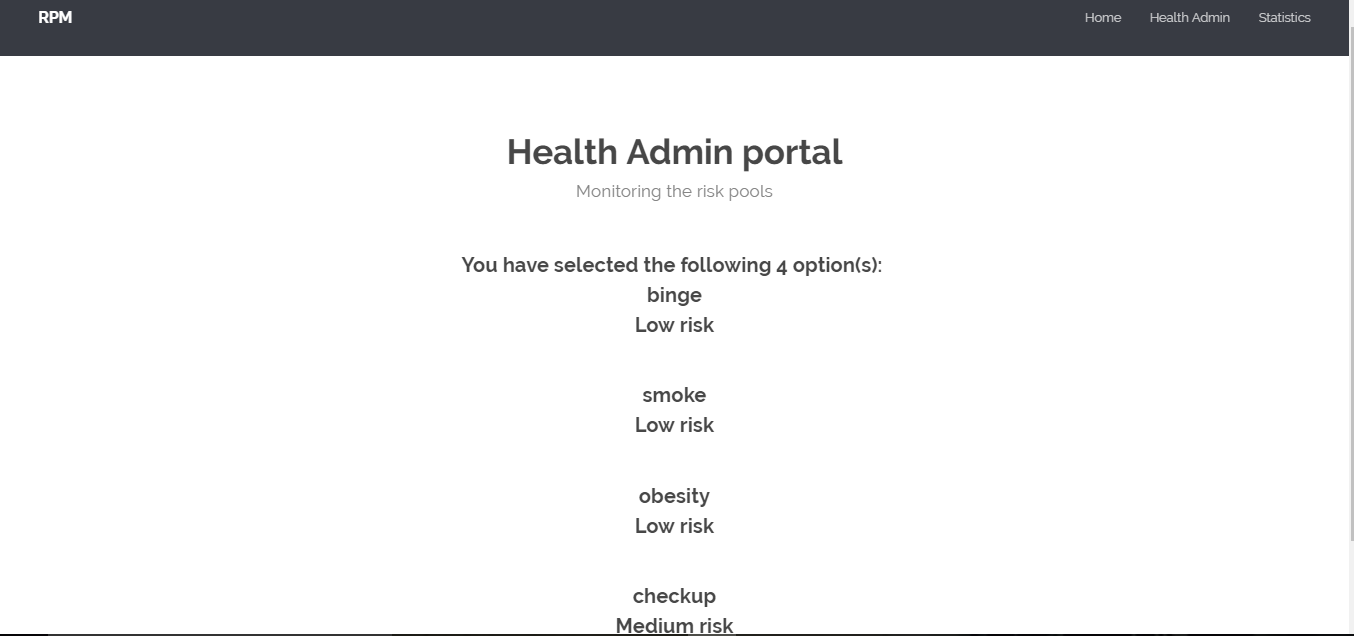 RPM
Home Health Admin Statistics
Health Admin portal
Monitoring the risk pools
You have selected the following 4 option(s):
binge
Low risk
smoke
Low risk
obesity
Low risk
checkup
Medium risk